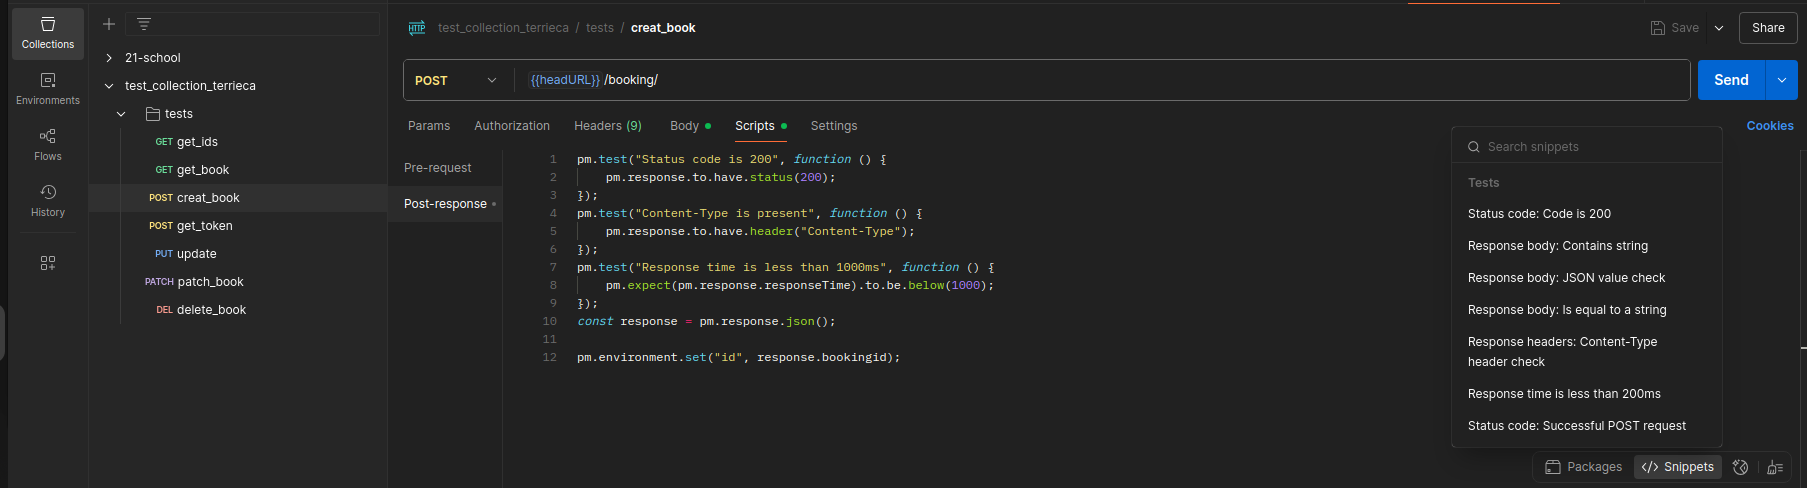 Collections
Environments
Flows
History
21-school
test_collection_terrieca
tests
GET get_ids
GET get_book
POST creat_book
POST get_token
PUT update
PATCH patch_book
DEL delete_book
HTTP test_collection_terrieca / tests / creat_book
Save
Share
POST {{headURL}} /booking/
Send
Params Authorization Headers (9) Body Scripts Settings
Cookies
Pre-request
Post-response
1 pm.test("Status code is 200", function () {
2 pm.response.to.have.status(200);
3 });
4 pm.test("Content-Type is present", function () {
5 pm.response.to.have.header("Content-Type");
6 });
7 pm.test("Response time is less than 1000ms", function () {
8 pm.expect(pm.response.responseTime).to.be.below(1000);
9 });
10 const response = pm.response.json();
11
12 pm.environment.set("id", response.bookingid);
Search snippets
Tests
Status code: Code is 200
Response body: Contains string
Response body: JSON value check
Response body: Is equal to a string
Response headers: Content-Type
header check
Response time is less than 200ms
Status code: Successful POST request
Packages </> Snippets